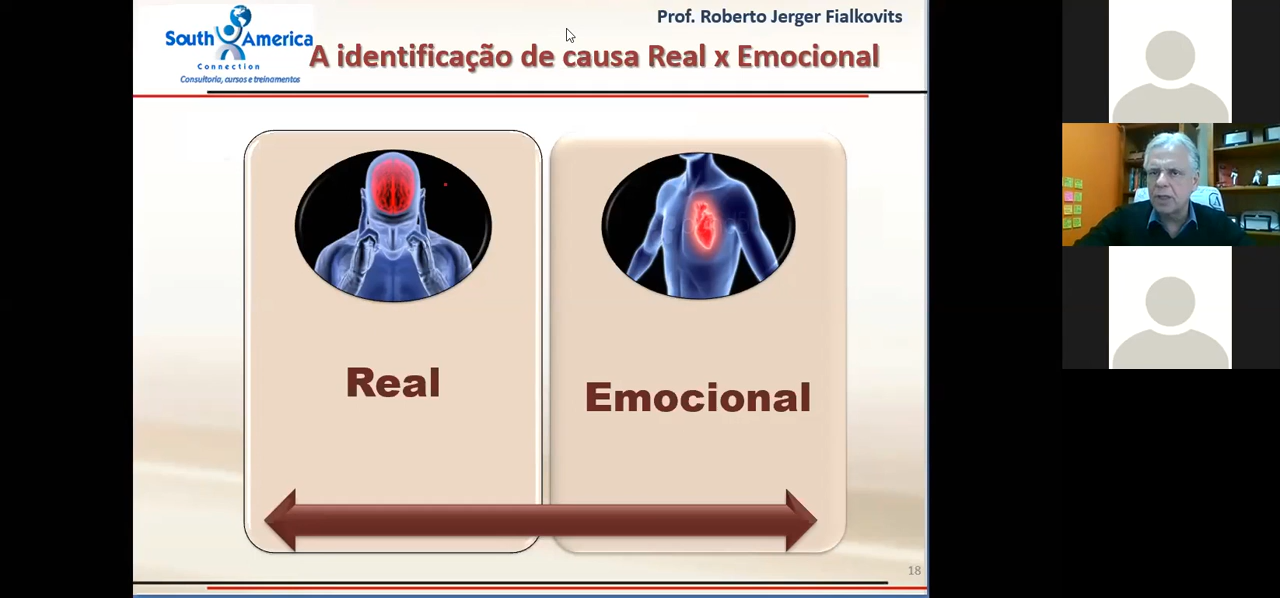 Prof. Roberto Jerger Fialkovits
South America
Connection
Consultoria, cursos e treinamentos
A identificação de causa Real x Emocional
Real
Emocional
18